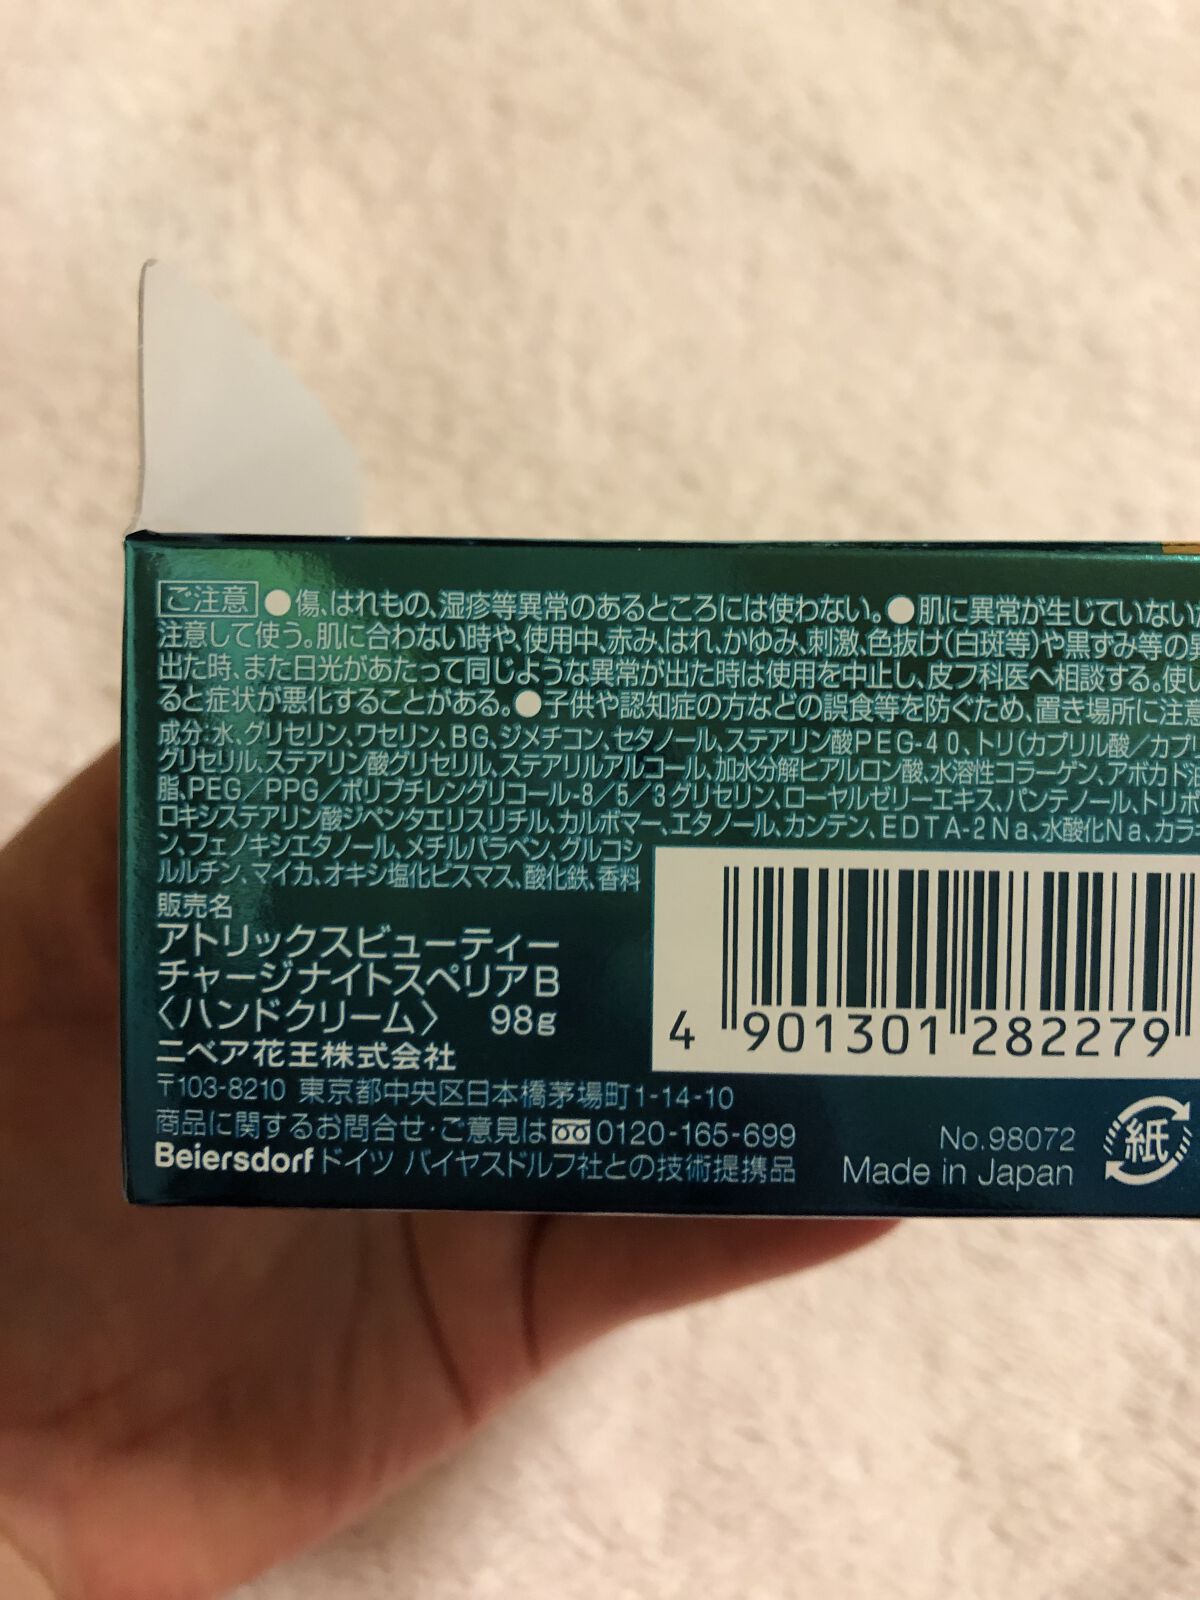 ご注意 ●傷、はれもの、湿疹等異常のあるところには使わない。●肌に異常が生じていない
注意して使う。肌に合わない時や、使用中、赤み、はれ、かゆみ、刺激、色抜け(白斑等)や黒ずみ等の異
出た時、また日光があたって同じような異常が出た時は使用を中止し、皮フ科医へ相談する。使い
ると症状が悪化することがある。●子供や認知症の方などの誤食等を防ぐため、置き場所に注意
成分:水、グリセリン、ワセリン、BG、ジメチコン、セタノール、ステアリン酸PEG-40、トリ(カプリル酸/カプ
グリセリル、ステアリン酸グリセリル、ステアリルアルコール、加水分解ヒアルロン酸、水溶性コラーゲン、アボカド油
脂、PEG/PPG/ポリブチレングリコール-8/5/3グリセリン、ローヤルゼリーエキス、パンテノール、トリポ
ロキシステアリン酸ジペンタエリスリチル、カルボマー、エタノール、カンテン、EDTA-2Na、水酸化Na、カラ
ン、フェノキシエタノール、メチルパラベン、グルコシ
ルルチン、マイカ、オキシ塩化ビスマス、酸化鉄、香料
販売名
アトリックスビューティー
チャージナイトスペリアB
〈ハンドクリーム〉 98g
ニベア花王株式会社
〒103-8210 東京都中央区日本橋茅場町1-14-10
商品に関するお問合せ・ご意見は 0120-165-699
Beiersdorf ドイツ バイヤスドルフ社との技術提携品
4 901301 282279
No.98072
Made in Japan
紙